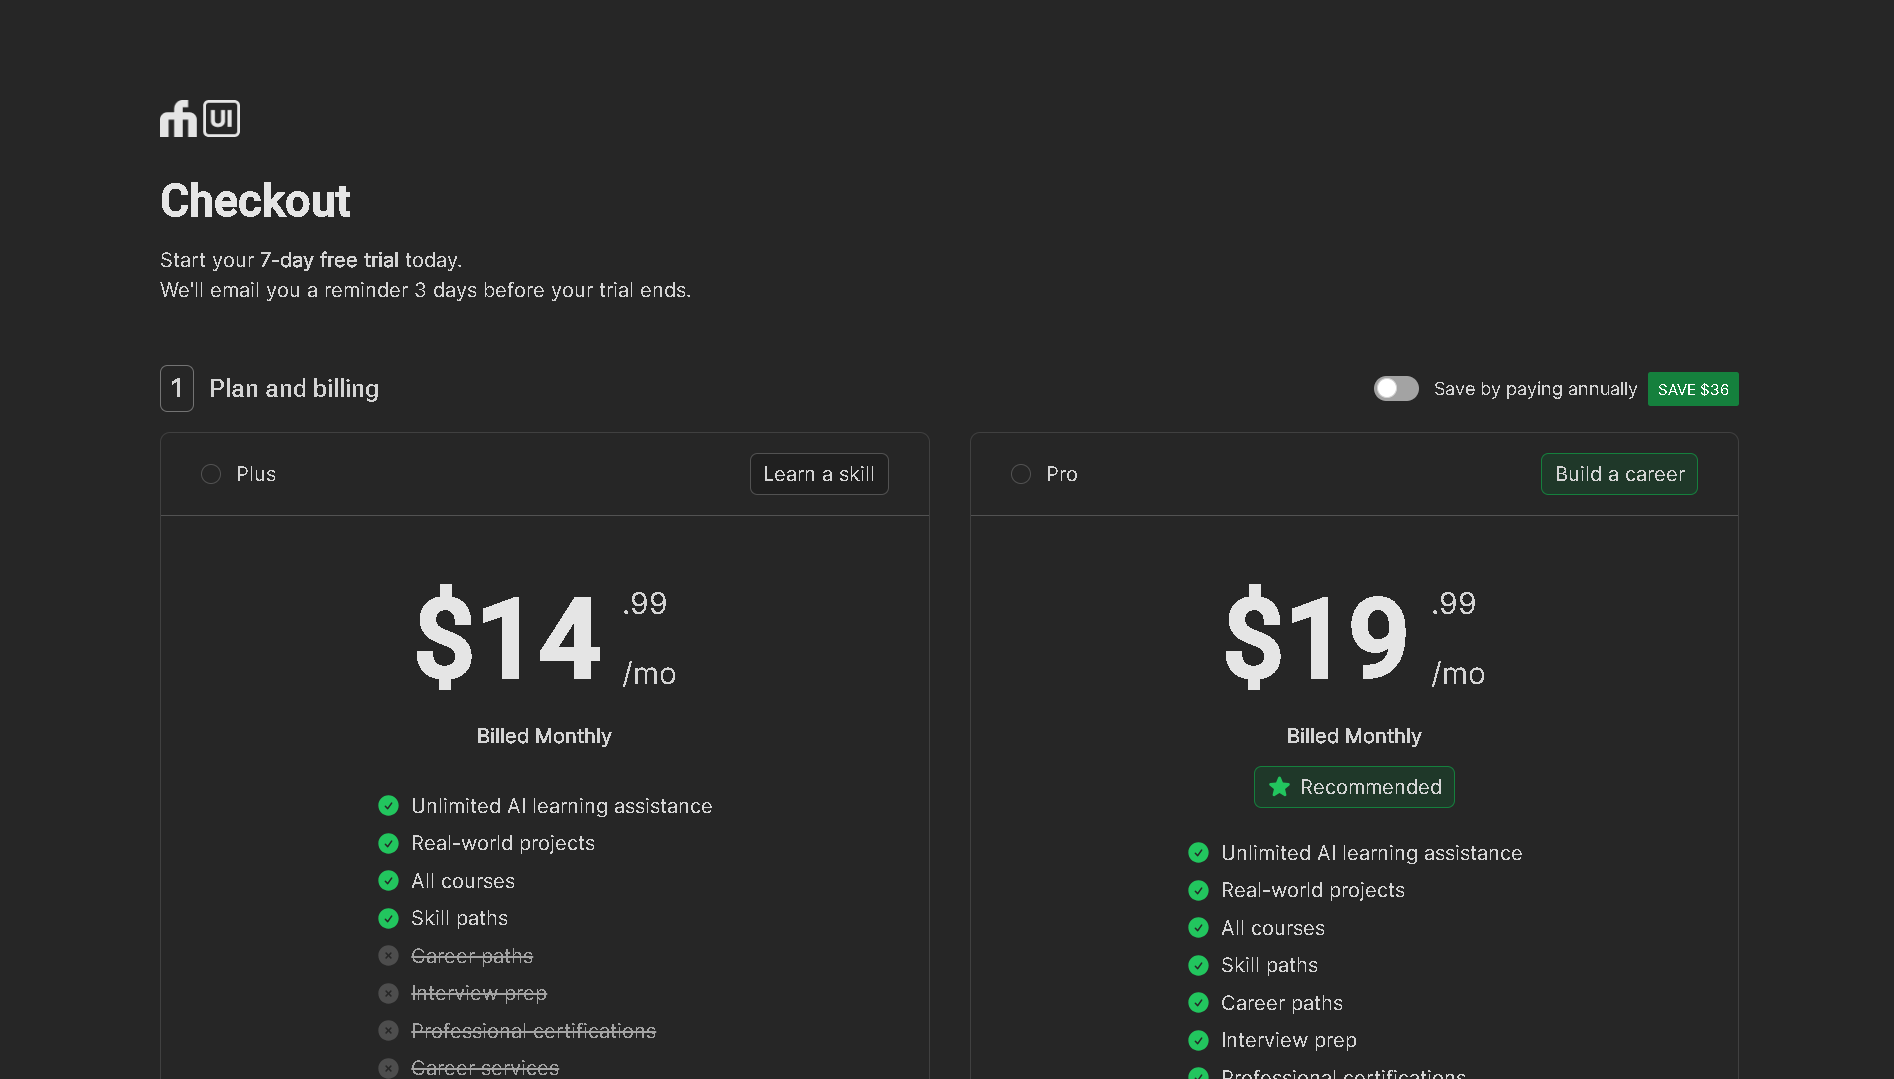 UI
Checkout
Start your 7-day free trial today.
We'll email you a reminder 3 days before your trial ends.
1 Plan and billing
Save by paying annually SAVE $36
Plus Learn a skill
$14 .99 /mo
Billed Monthly
Unlimited AI learning assistance
Real-world projects
All courses
Skill paths
Career paths
Interview prep
Professional certifications
Career services
Pro Build a career
$19 .99 /mo
Billed Monthly
Recommended
Unlimited AI learning assistance
Real-world projects
All courses
Skill paths
Career paths
Interview prep
Professional certifications